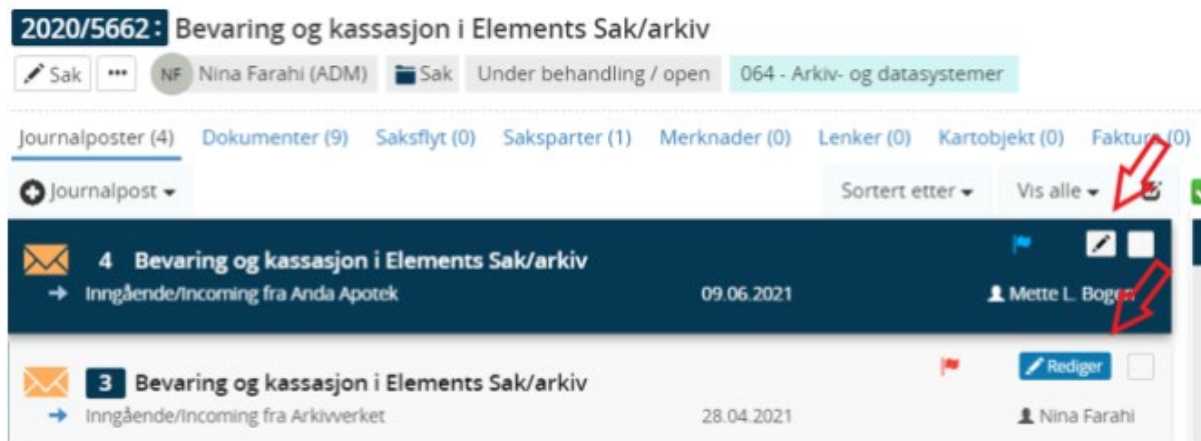 2020/5662: Bevaring og kassasjon i Elements Sak/arkiv
Sak ... NF Nina Farahi (ADM) Sak Under behandling / open 064 - Arkiv- og datasystemer
Journalposter (4) Dokumenter (9) Saksflyt (0) Saksparter (1) Merknader (0) Lenker (0) Kartobjekt (0) Faktura (0)
Journalpost Sortert etter Vis alle
4 Bevaring og kassasjon i Elements Sak/arkiv
Inngående/Incoming fra Anda Apotek 09.06.2021 Mette L. Bogen
3 Bevaring og kassasjon i Elements Sak/arkiv Rediger
Inngående/Incoming fra Arkivverket 28.04.2021 Nina Farahi